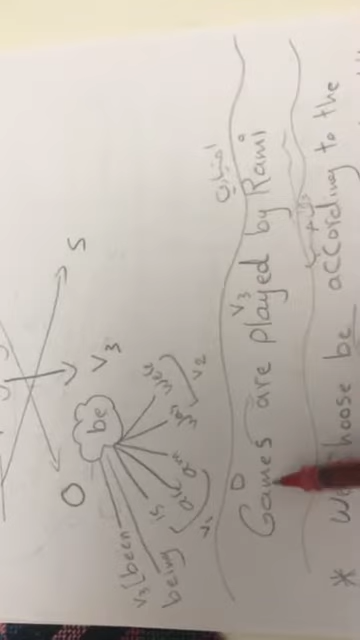 S
O
V3
be
were
was
V2
am
are
is
V1
being
V3 been
V3
Games are played by Rami
* We choose be according to the